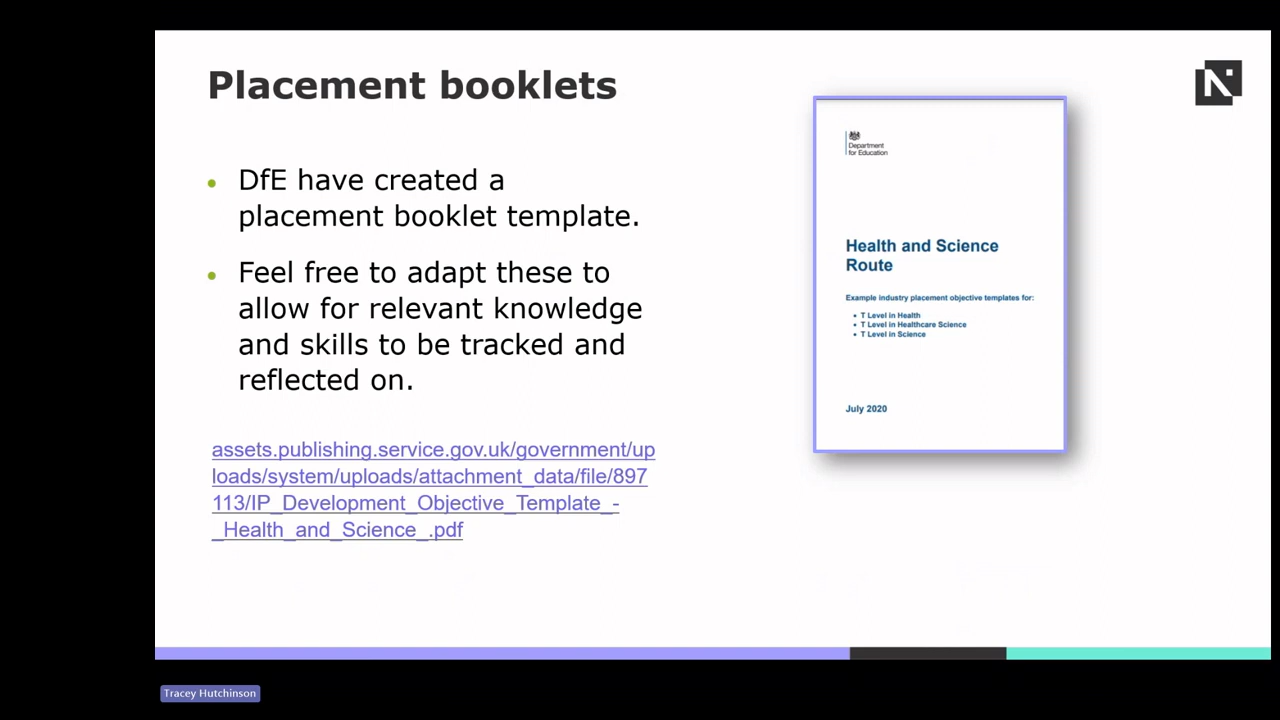 Placement booklets
DfE have created a
placement booklet template.
Feel free to adapt these to
allow for relevant knowledge
and skills to be tracked and
reflected on.
assets.publishing.service.gov.uk/government/up
loads/system/uploads/attachment_data/file/897
113/IP_Development_Objective_Template_-
_Health_and_Science_.pdf
N
Department
for Education
Health and Science
Route
Example industry placement objective templates for:
T Level in Health
T Level in Healthcare Science
T Level in Science
July 2020
Tracey Hutchinson